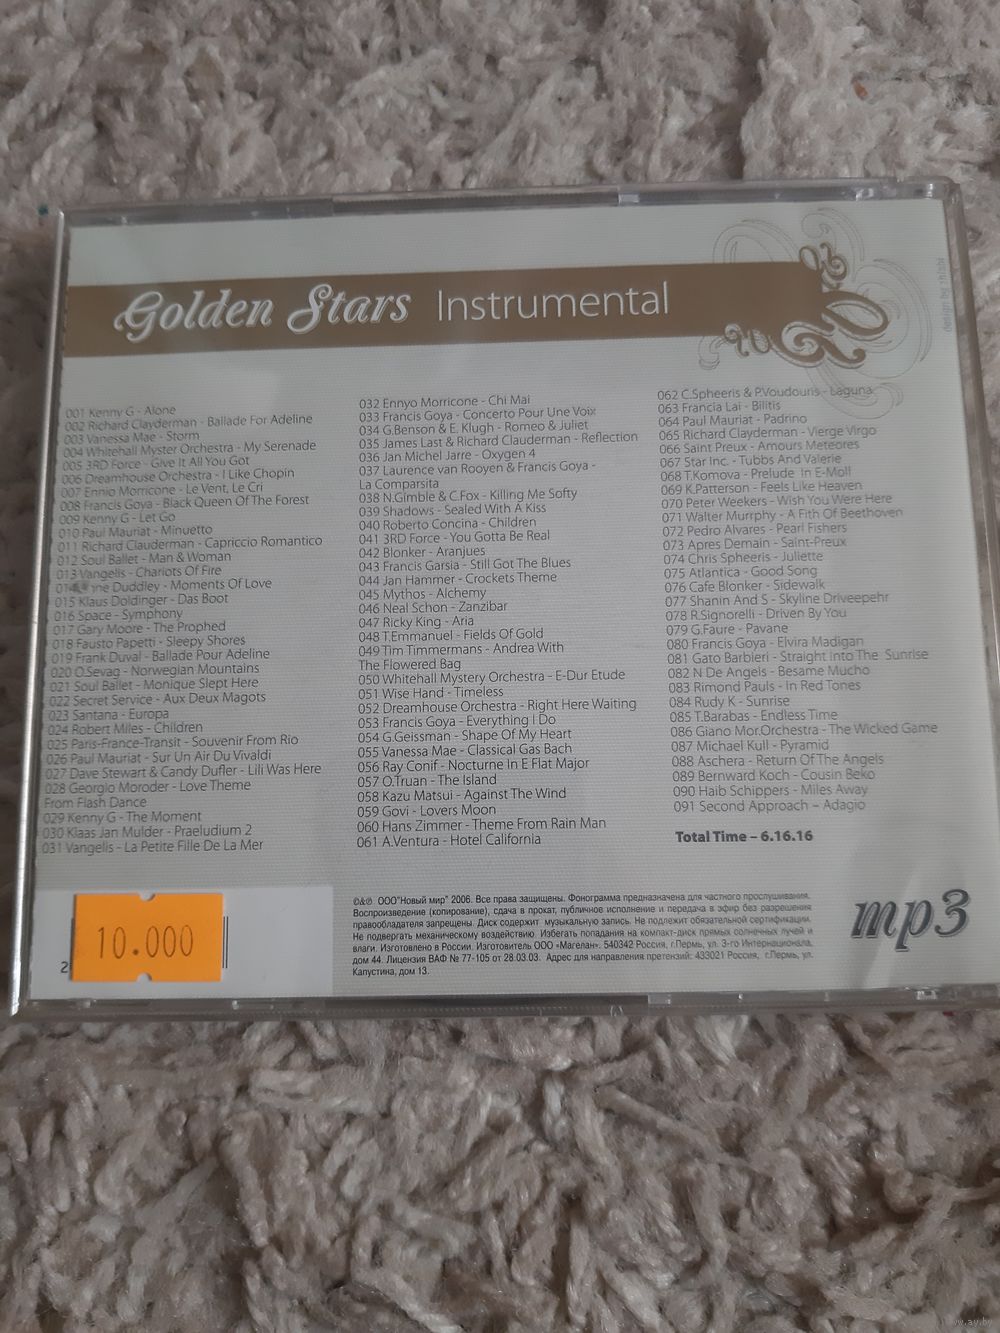 Golden Stars Instrumental
001 Kenny G - Alone
002 Richard Clayderman - Ballade For Adeline
003 Vanessa Mae - Storm
004 Whitehall Myster Orchestra - My Serenade
005 3RD Force - Give It All You Got
006 Dreamhouse Orchestra - I Like Chopin
007 Ennio Morricone - Le Vent, Le Cri
008 Francis Goya - Black Queen Of The Forest
009 Kenny G - Let Go
010 Paul Mauriat - Minuetto
011 Richard Clauderman - Capriccio Romantico
012 Soul Ballet - Man & Woman
013 Vangelis - Chariots Of Fire
014 Duddley - Moments Of Love
015 Klaus Doldinger - Das Boot
016 Space - Symphony
017 Gary Moore - The Prophed
018 Fausto Papetti - Sleepy Shores
019 Frank Duval - Ballade Pour Adeline
020 O.Sevag - Norwegian Mountains
021 Soul Ballet - Monique Slept Here
022 Secret Service - Aux Deux Magots
023 Santana - Europa
024 Robert Miles - Children
025 Paris-France-Transit - Souvenir From Rio
026 Paul Mauriat - Sur Un Air Du Vivaldi
027 Dave Stewart & Candy Dufler - Lili Was Here
028 Georgio Moroder - Love Theme
From Flash Dance
029 Kenny G - The Moment
030 Klaas Jan Mulder - Praeludium 2
031 Vangelis - La Petite Fille De La Mer
032 Ennyo Morricone - Chi Mai
033 Francis Goya - Concerto Pour Une Voix
034 G.Benson & E. Klugh - Romeo & Juliet
035 James Last & Richard Clauderman - Reflection
036 Jan Michel Jarre - Oxygen 4
037 Laurence van Rooyen & Francis Goya -
La Comparsita
038 N.Gimble & C.Fox - Killing Me Softy
039 Shadows - Sealed With A Kiss
040 Roberto Concina - Children
041 3RD Force - You Gotta Be Real
042 Blonker - Aranjues
043 Francis Garsia - Still Got The Blues
044 Jan Hammer - Crockets Theme
045 Mythos - Alchemy
046 Neal Schon - Zanzibar
047 Ricky King - Aria
048 T.Emmanuel - Fields Of Gold
049 Tim Timmermans - Andrea With
The Flowered Bag
050 Whitehall Mystery Orchestra - E-Dur Etude
051 Wise Hand - Timeless
052 Dreamhouse Orchestra - Right Here Waiting
053 Francis Goya - Everything I Do
054 G.Geissman - Shape Of My Heart
055 Vanessa Mae - Classical Gas Bach
056 Ray Conif - Nocturne In E Flat Major
057 O.Truan - The Island
058 Kazu Matsui - Against The Wind
059 Govi - Lovers Moon
060 Hans Zimmer - Theme From Rain Man
061 A.Ventura - Hotel California
062 C.Spheeris & P.Voudouris - Laguna
063 Francia Lai - Bilitis
064 Paul Mauriat - Padrino
065 Richard Clayderman - Vierge Virgo
066 Saint Preux - Amours Meteores
067 Star Inc. - Tubbs And Valerie
068 T.Komova - Prelude In E-Moll
069 K.Patterson - Feels Like Heaven
070 Peter Weekers - Wish You Were Here
071 Walter Murrphy - A Fith Of Beethoven
072 Pedro Alvares - Pearl Fishers
073 Apres Demain - Saint-Preux
074 Chris Spheeris - Juliette
075 Atlantica - Good Song
076 Cafe Blonker - Sidewalk
077 Shanin And S - Skyline Driveepehr
078 R.Signorelli - Driven By You
079 G.Faure - Pavane
080 Francis Goya - Elvira Madigan
081 Gato Barbieri - Straight Into The Sunrise
082 N De Angels - Besame Mucho
083 Rimond Pauls - In Red Tones
084 Rudy K - Sunrise
085 T.Barabas - Endless Time
086 Giano Mor.Orchestra - The Wicked Game
087 Michael Kull - Pyramid
088 Aschera - Return Of The Angels
089 Bernward Koch - Cousin Beko
090 Haib Schippers - Miles Away
091 Second Approach – Adagio
Total Time – 6.16.16
10.000
2
©&℗ ООО"Новый мир" 2006. Все права защищены. Фонограмма предназначена для частного прослушивания.
Воспроизведение (копирование), сдача в прокат, публичное исполнение и передача в эфир без разрешения
правообладателя запрещены. Диск содержит музыкальную запись. Не подлежит обязательной сертификации.
Не подвергать механическому воздействию. Избегать попадания на компакт-диск прямых солнечных лучей и
влаги. Изготовлено в России. Изготовитель ООО «Магелан». 540342 Россия, г.Пермь, ул. 3-го Интернационала,
дом 44. Лицензия ВАФ № 77-105 от 28.03.03. Адрес для направления претензий: 433021 Россия, г.Пермь, ул.
Капустина, дом 13.
mp3
design by
www.ay.by